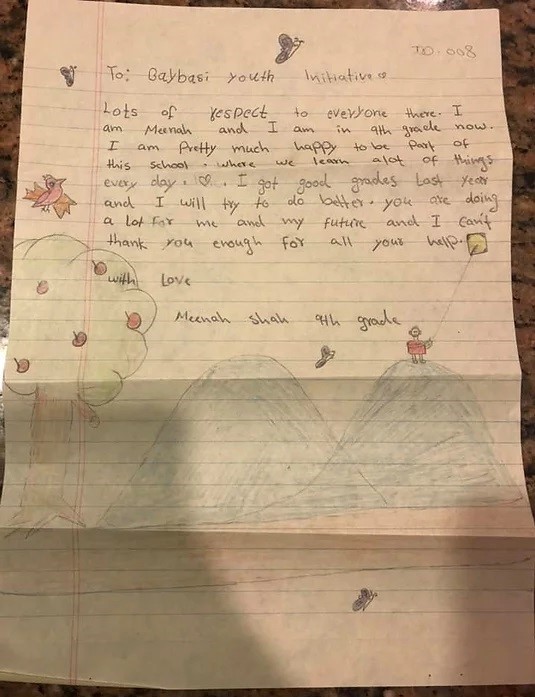 ID. 008
To: Baybasi youth Initiative
Lots of respect to everyone there. I
am Meenah and I am in 9th grade now.
I am pretty much happy to be part of
this school. where we learn alot of things
every day. ♡. I got good grades last year
and I will try to do better. you are doing
a lot for me and my future and I can't
thank you enough for all your help.
with Love
Meenah Shah 9th grade